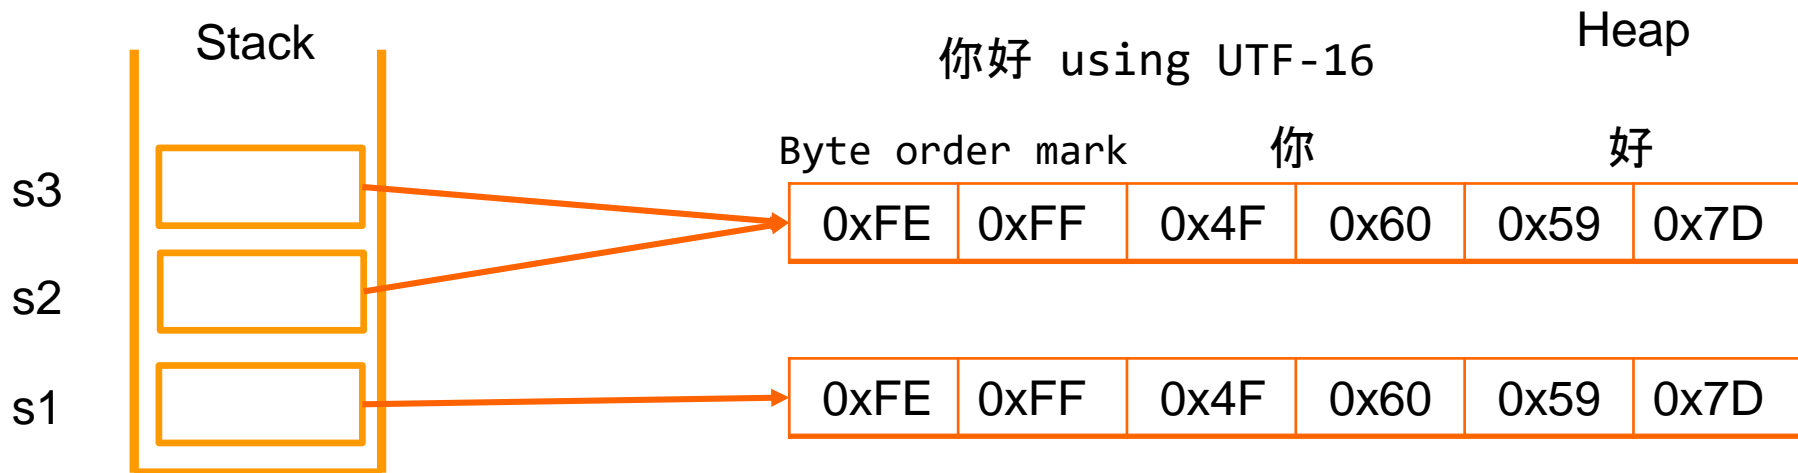 Stack
Heap
你好 using UTF-16
Byte order mark 你 好
s3
0xFE 0xFF 0x4F 0x60 0x59 0x7D
s2
s1
0xFE 0xFF 0x4F 0x60 0x59 0x7D